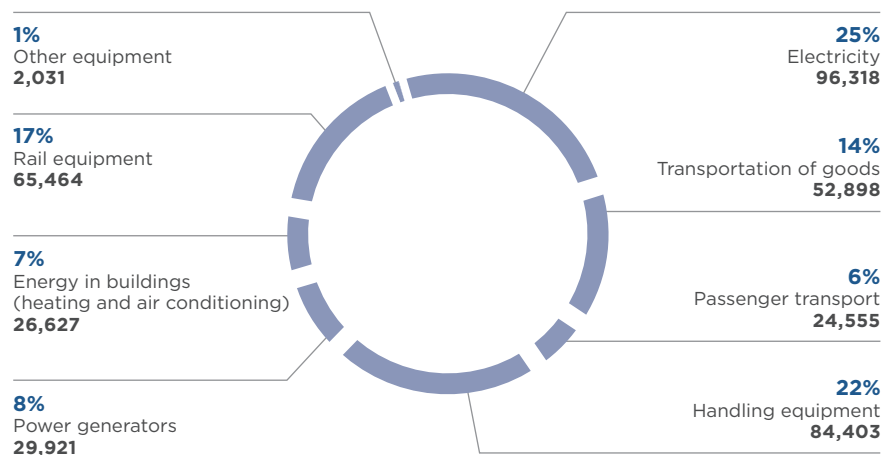 1%
Other equipment
2,031
17%
Rail equipment
65,464
7%
Energy in buildings
(heating and air conditioning)
26,627
8%
Power generators
29,921
25%
Electricity
96,318
14%
Transportation of goods
52,898
6%
Passenger transport
24,555
22%
Handling equipment
84,403